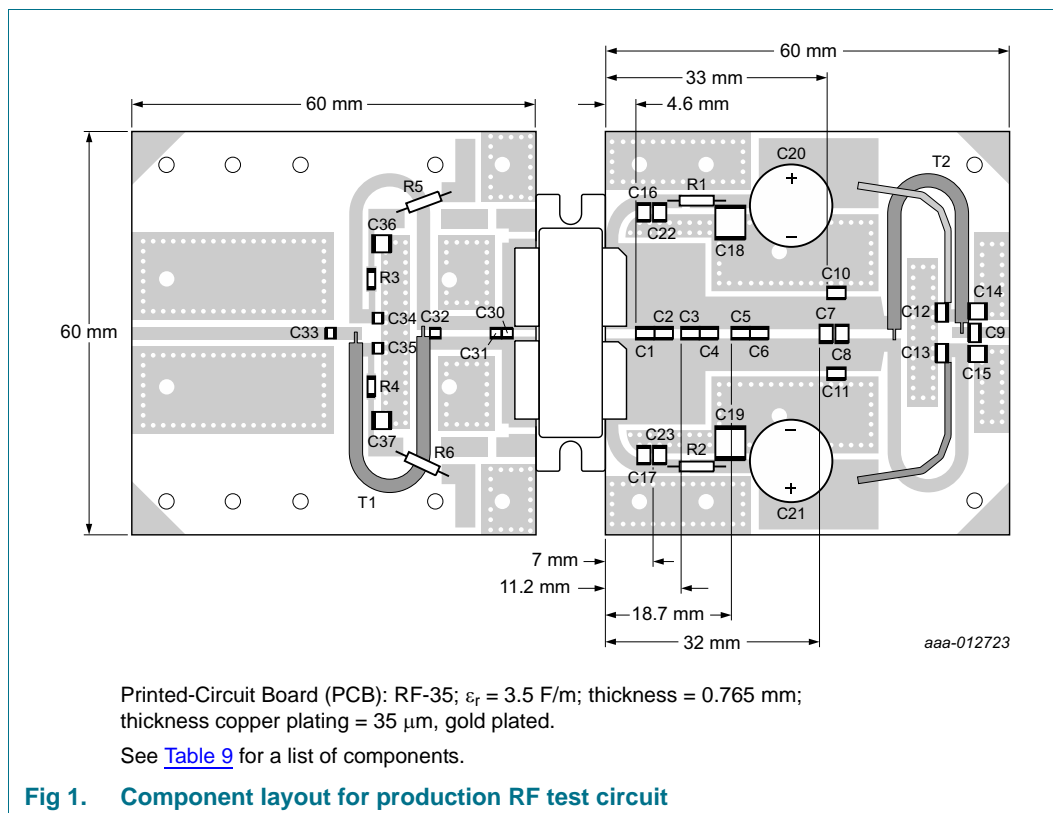 60 mm
33 mm
60 mm
4.6 mm
C20
T2
R5
C16
R1
C36
C22
C18
R3
C10
C34
C32
C30
C12
C14
60 mm
C33
C2
C3
C5
C7
C9
C35
C31
C1
C4
C6
C8
C13
C15
R4
C11
C37
C19
R6
C23
R2
T1
C17
C21
7 mm
11.2 mm
18.7 mm
32 mm
aaa-012723
Printed-Circuit Board (PCB): RF-35; εr = 3.5 F/m; thickness = 0.765 mm;
thickness copper plating = 35 μm, gold plated.
See Table 9 for a list of components.
Fig 1. Component layout for production RF test circuit